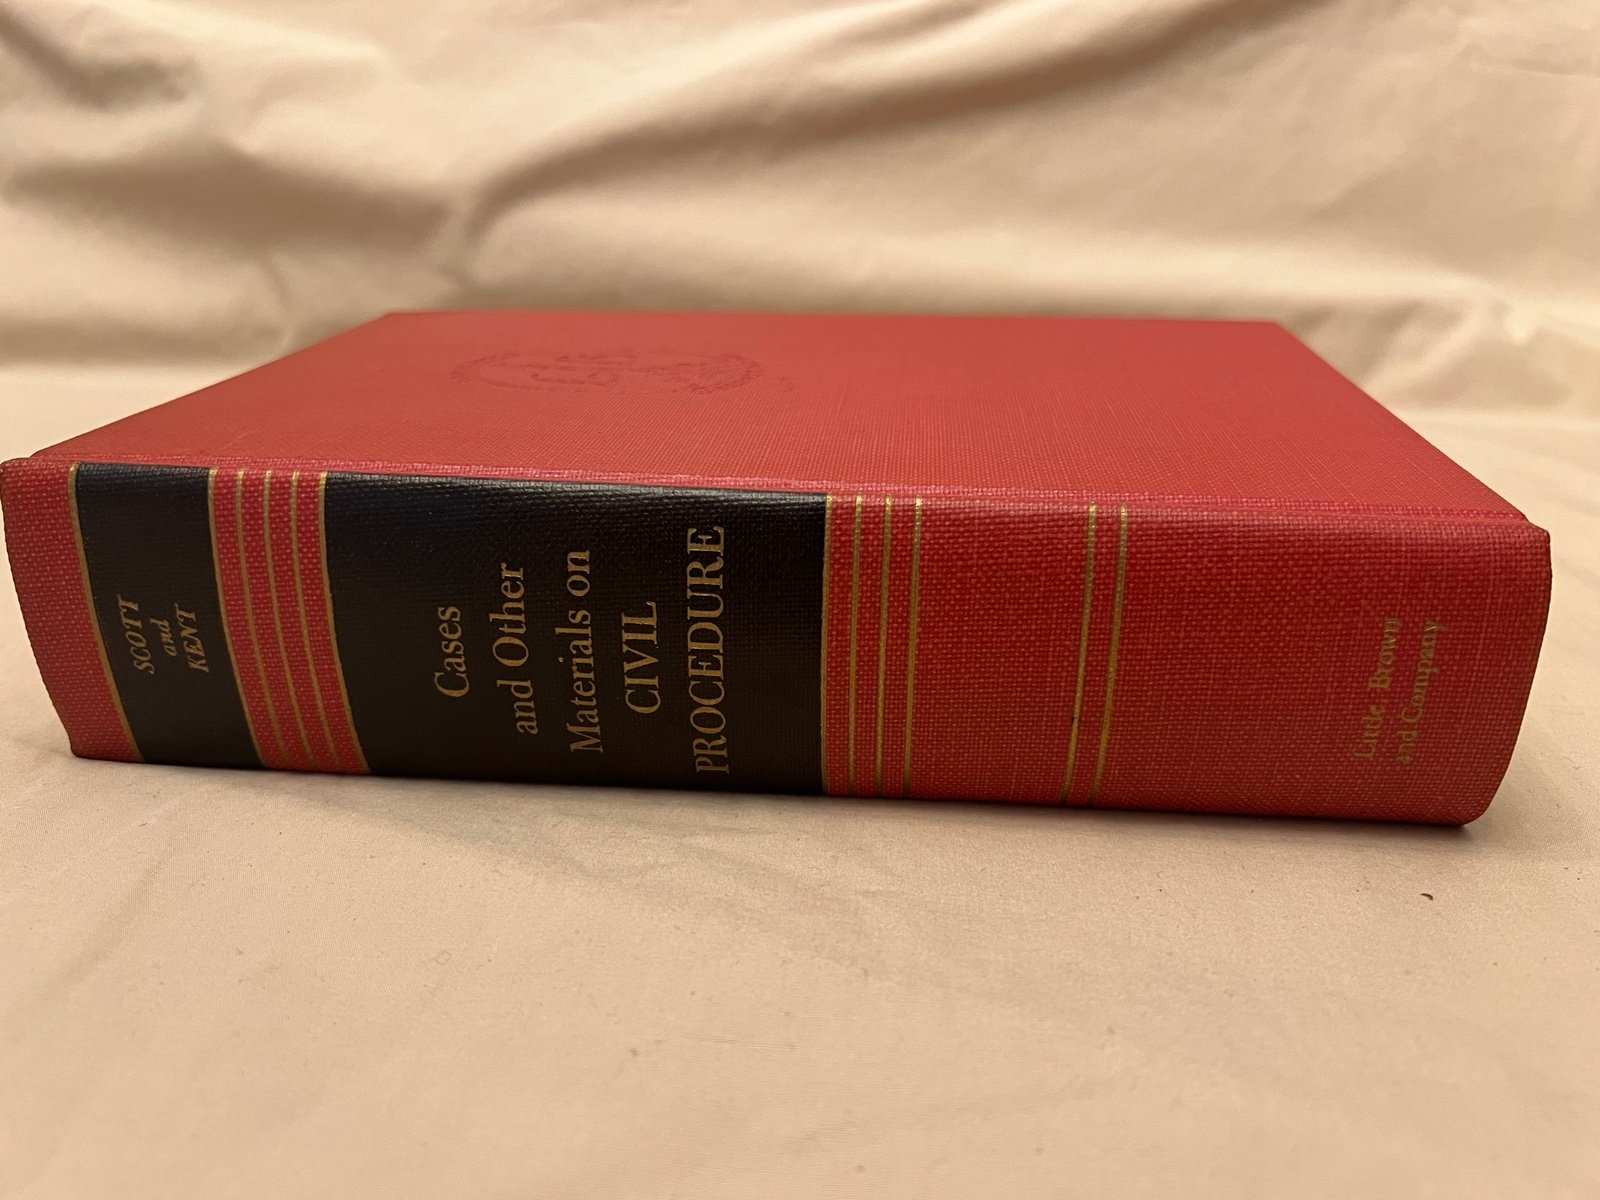 SCOTT
and
KENT
Cases
and Other
Materials on
CIVIL
PROCEDURE
Little Brown
and Company